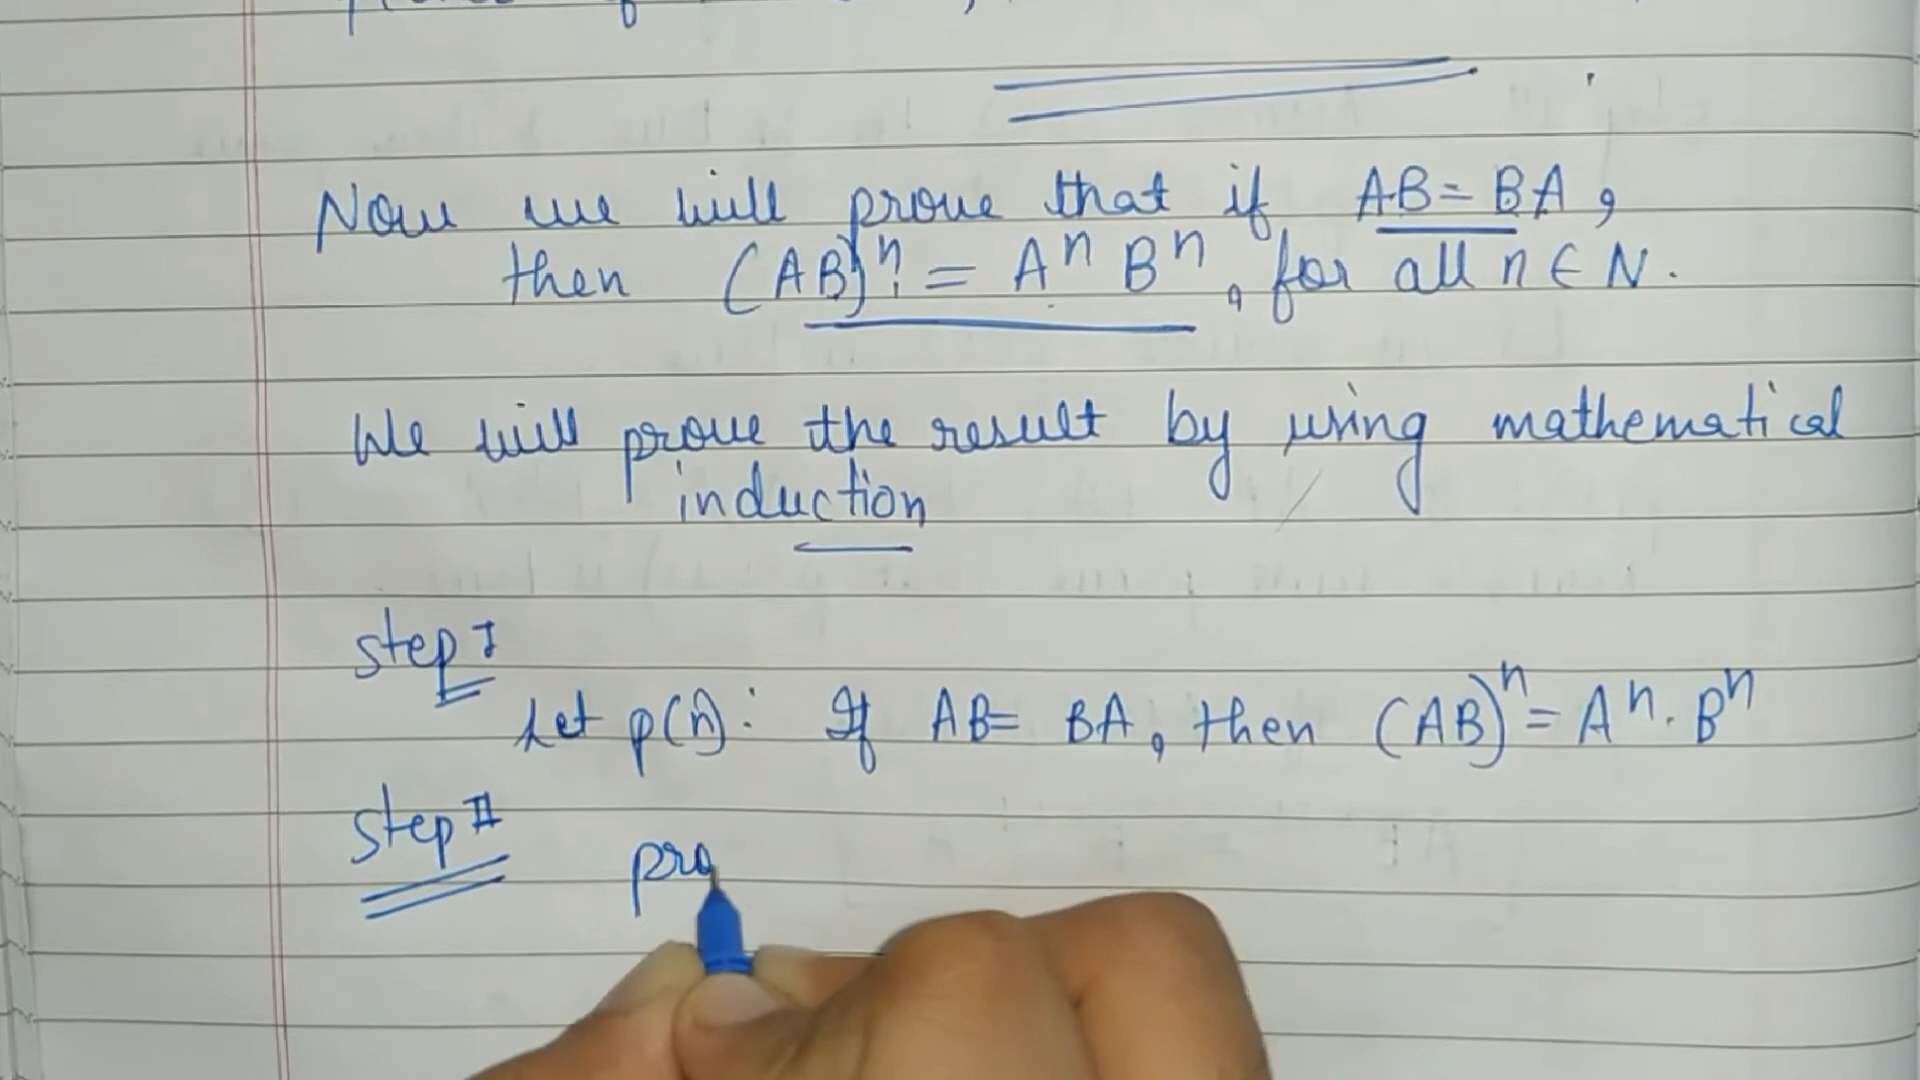 Now we will prove that if AB = BA,
then (AB)ⁿ = Aⁿ Bⁿ, for all n ∈ N.
We will prove the result by using mathematical
induction
Step I
Let p(n): If AB = BA, then (AB)ⁿ = Aⁿ. Bⁿ
Step II pro